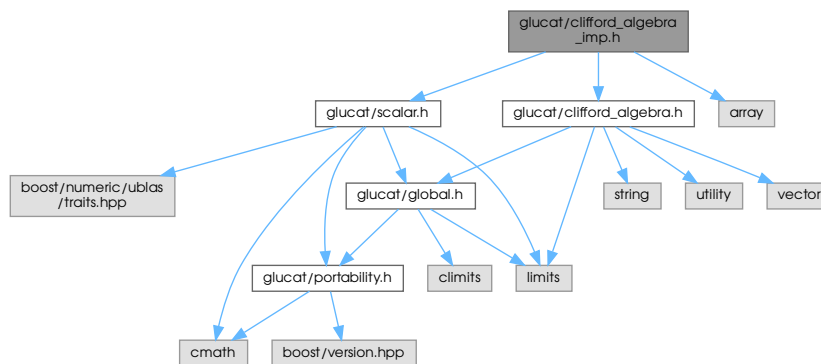 glucat/clifford_algebra
_imp.h
glucat/scalar.h
glucat/clifford_algebra.h
array
boost/numeric/ublas
/traits.hpp
glucat/global.h
string
utility
vector
glucat/portability.h
climits
limits
cmath
boost/version.hpp